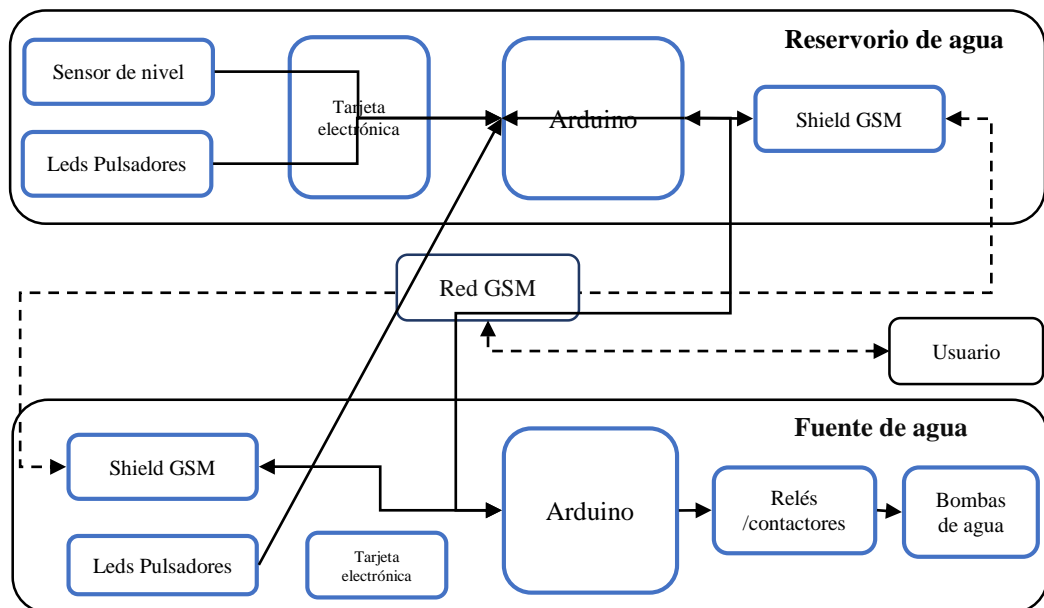 Reservorio de agua
Sensor de nivel
Tarjeta
electrónica
Arduino
Shield GSM
Leds Pulsadores
Red GSM
Usuario
Fuente de agua
Shield GSM
Arduino
Relés
/contactores
Bombas
de agua
Leds Pulsadores
Tarjeta
electrónica